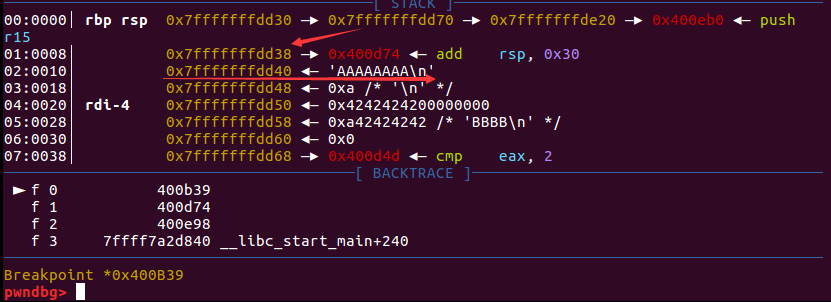 [ STACK ]
00:0000│ rbp rsp  0x7fffffffdd30 —▸ 0x7fffffffdd70 —▸ 0x7fffffffde20 —▸ 0x400eb0 ◂— push
r15
01:0008│          0x7fffffffdd38 —▸ 0x400d74 ◂— add    rsp, 0x30
02:0010│          0x7fffffffdd40 ◂— 'AAAAAAAA\n'
03:0018│          0x7fffffffdd48 ◂— 0xa /* '\n' */
04:0020│ rdi-4    0x7fffffffdd50 ◂— 0x4242424200000000
05:0028│          0x7fffffffdd58 ◂— 0xa42424242 /* 'BBBB\n' */
06:0030│          0x7fffffffdd60 ◂— 0x0
07:0038│          0x7fffffffdd68 —▸ 0x400d4d ◂— cmp    eax, 2
[ BACKTRACE ]
► f 0           400b39
f 1           400d74
f 2           400e98
f 3     7ffff7a2d840 __libc_start_main+240
Breakpoint *0x400B39
pwndbg>